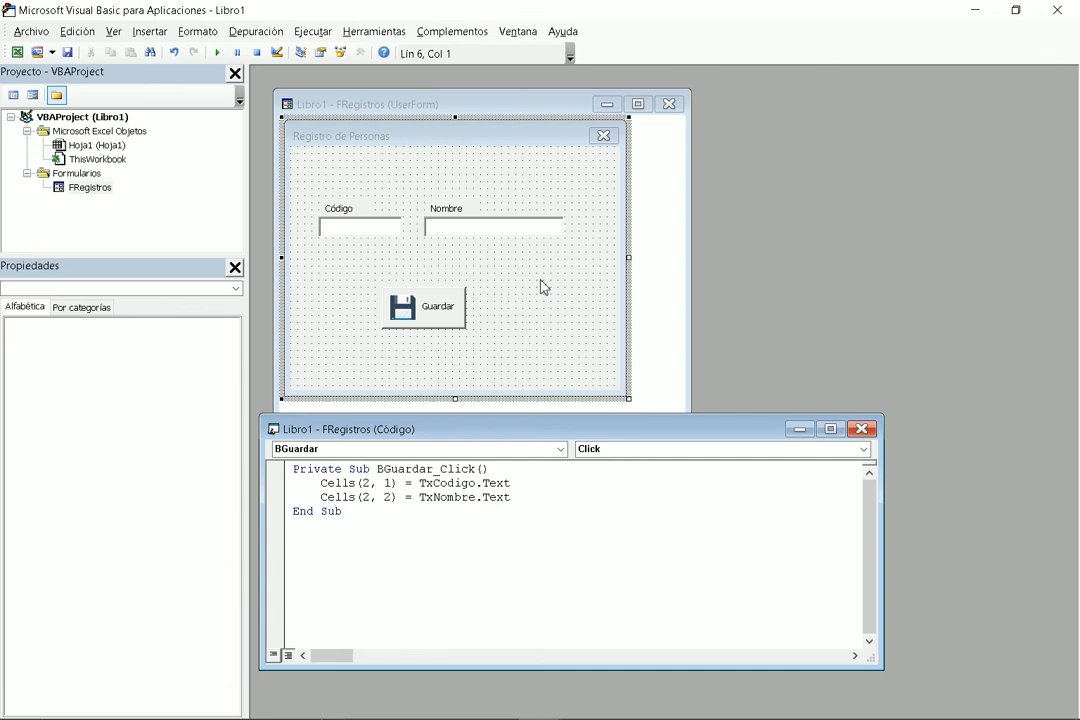 Microsoft Visual Basic para Aplicaciones - Libro1
Archivo Edición Ver Insertar Formato Depuración Ejecutar Herramientas Complementos Ventana Ayuda
Lín 6, Col 1
Proyecto - VBAProject
VBAProject (Libro1)
Microsoft Excel Objetos
Hoja1 (Hoja1)
ThisWorkbook
Formularios
FRegistros
Propiedades
Alfabética Por categorías
Libro1 - FRegistros (UserForm)
Registro de Personas
Código Nombre
Guardar
Libro1 - FRegistros (Código)
BGuardar Click
Private Sub BGuardar_Click()
Cells(2, 1) = TxCodigo.Text
Cells(2, 2) = TxNombre.Text
End Sub